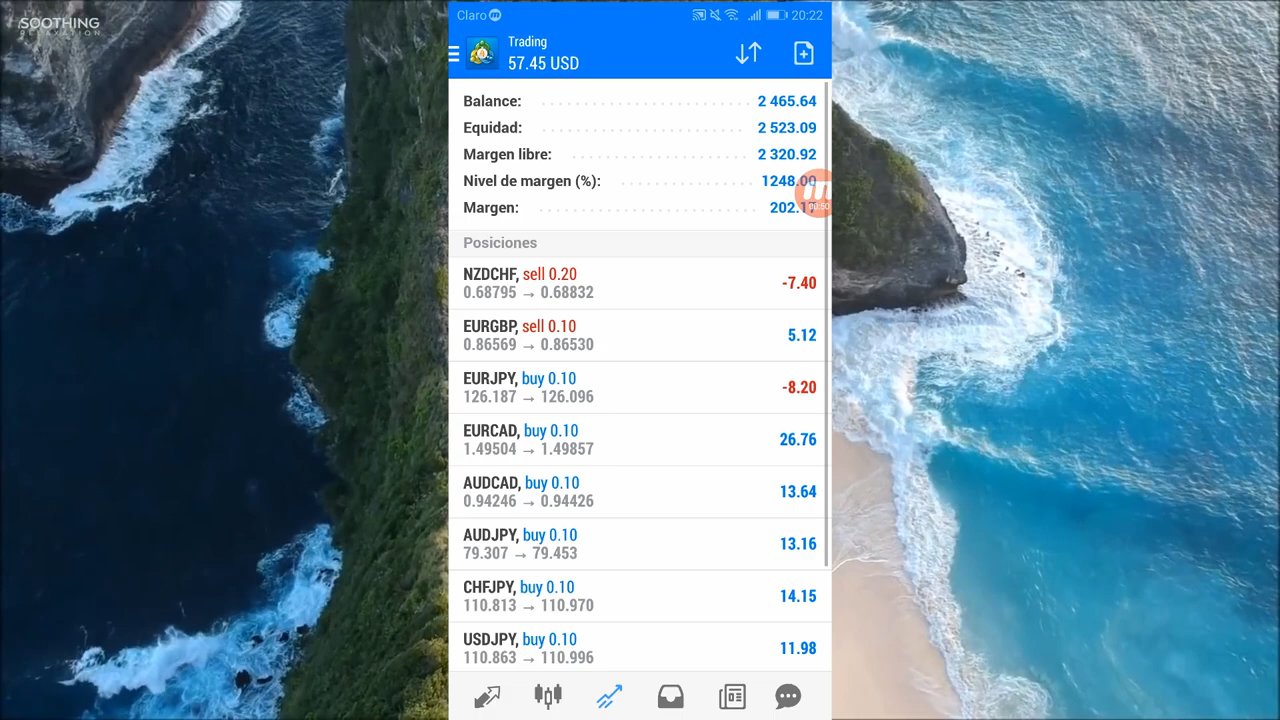 SOOTHING
RELAXATION
Claro
20:22
Trading
57.45 USD
Balance: 2 465.64
Equidad: 2 523.09
Margen libre: 2 320.92
Nivel de margen (%): 1248.00
Margen: 202.17
00:50
Posiciones
NZDCHF, sell 0.20
0.68795 → 0.68832
-7.40
EURGBP, sell 0.10
0.86569 → 0.86530
5.12
EURJPY, buy 0.10
126.187 → 126.096
-8.20
EURCAD, buy 0.10
1.49504 → 1.49857
26.76
AUDCAD, buy 0.10
0.94246 → 0.94426
13.64
AUDJPY, buy 0.10
79.307 → 79.453
13.16
CHFJPY, buy 0.10
110.813 → 110.970
14.15
USDJPY, buy 0.10
110.863 → 110.996
11.98